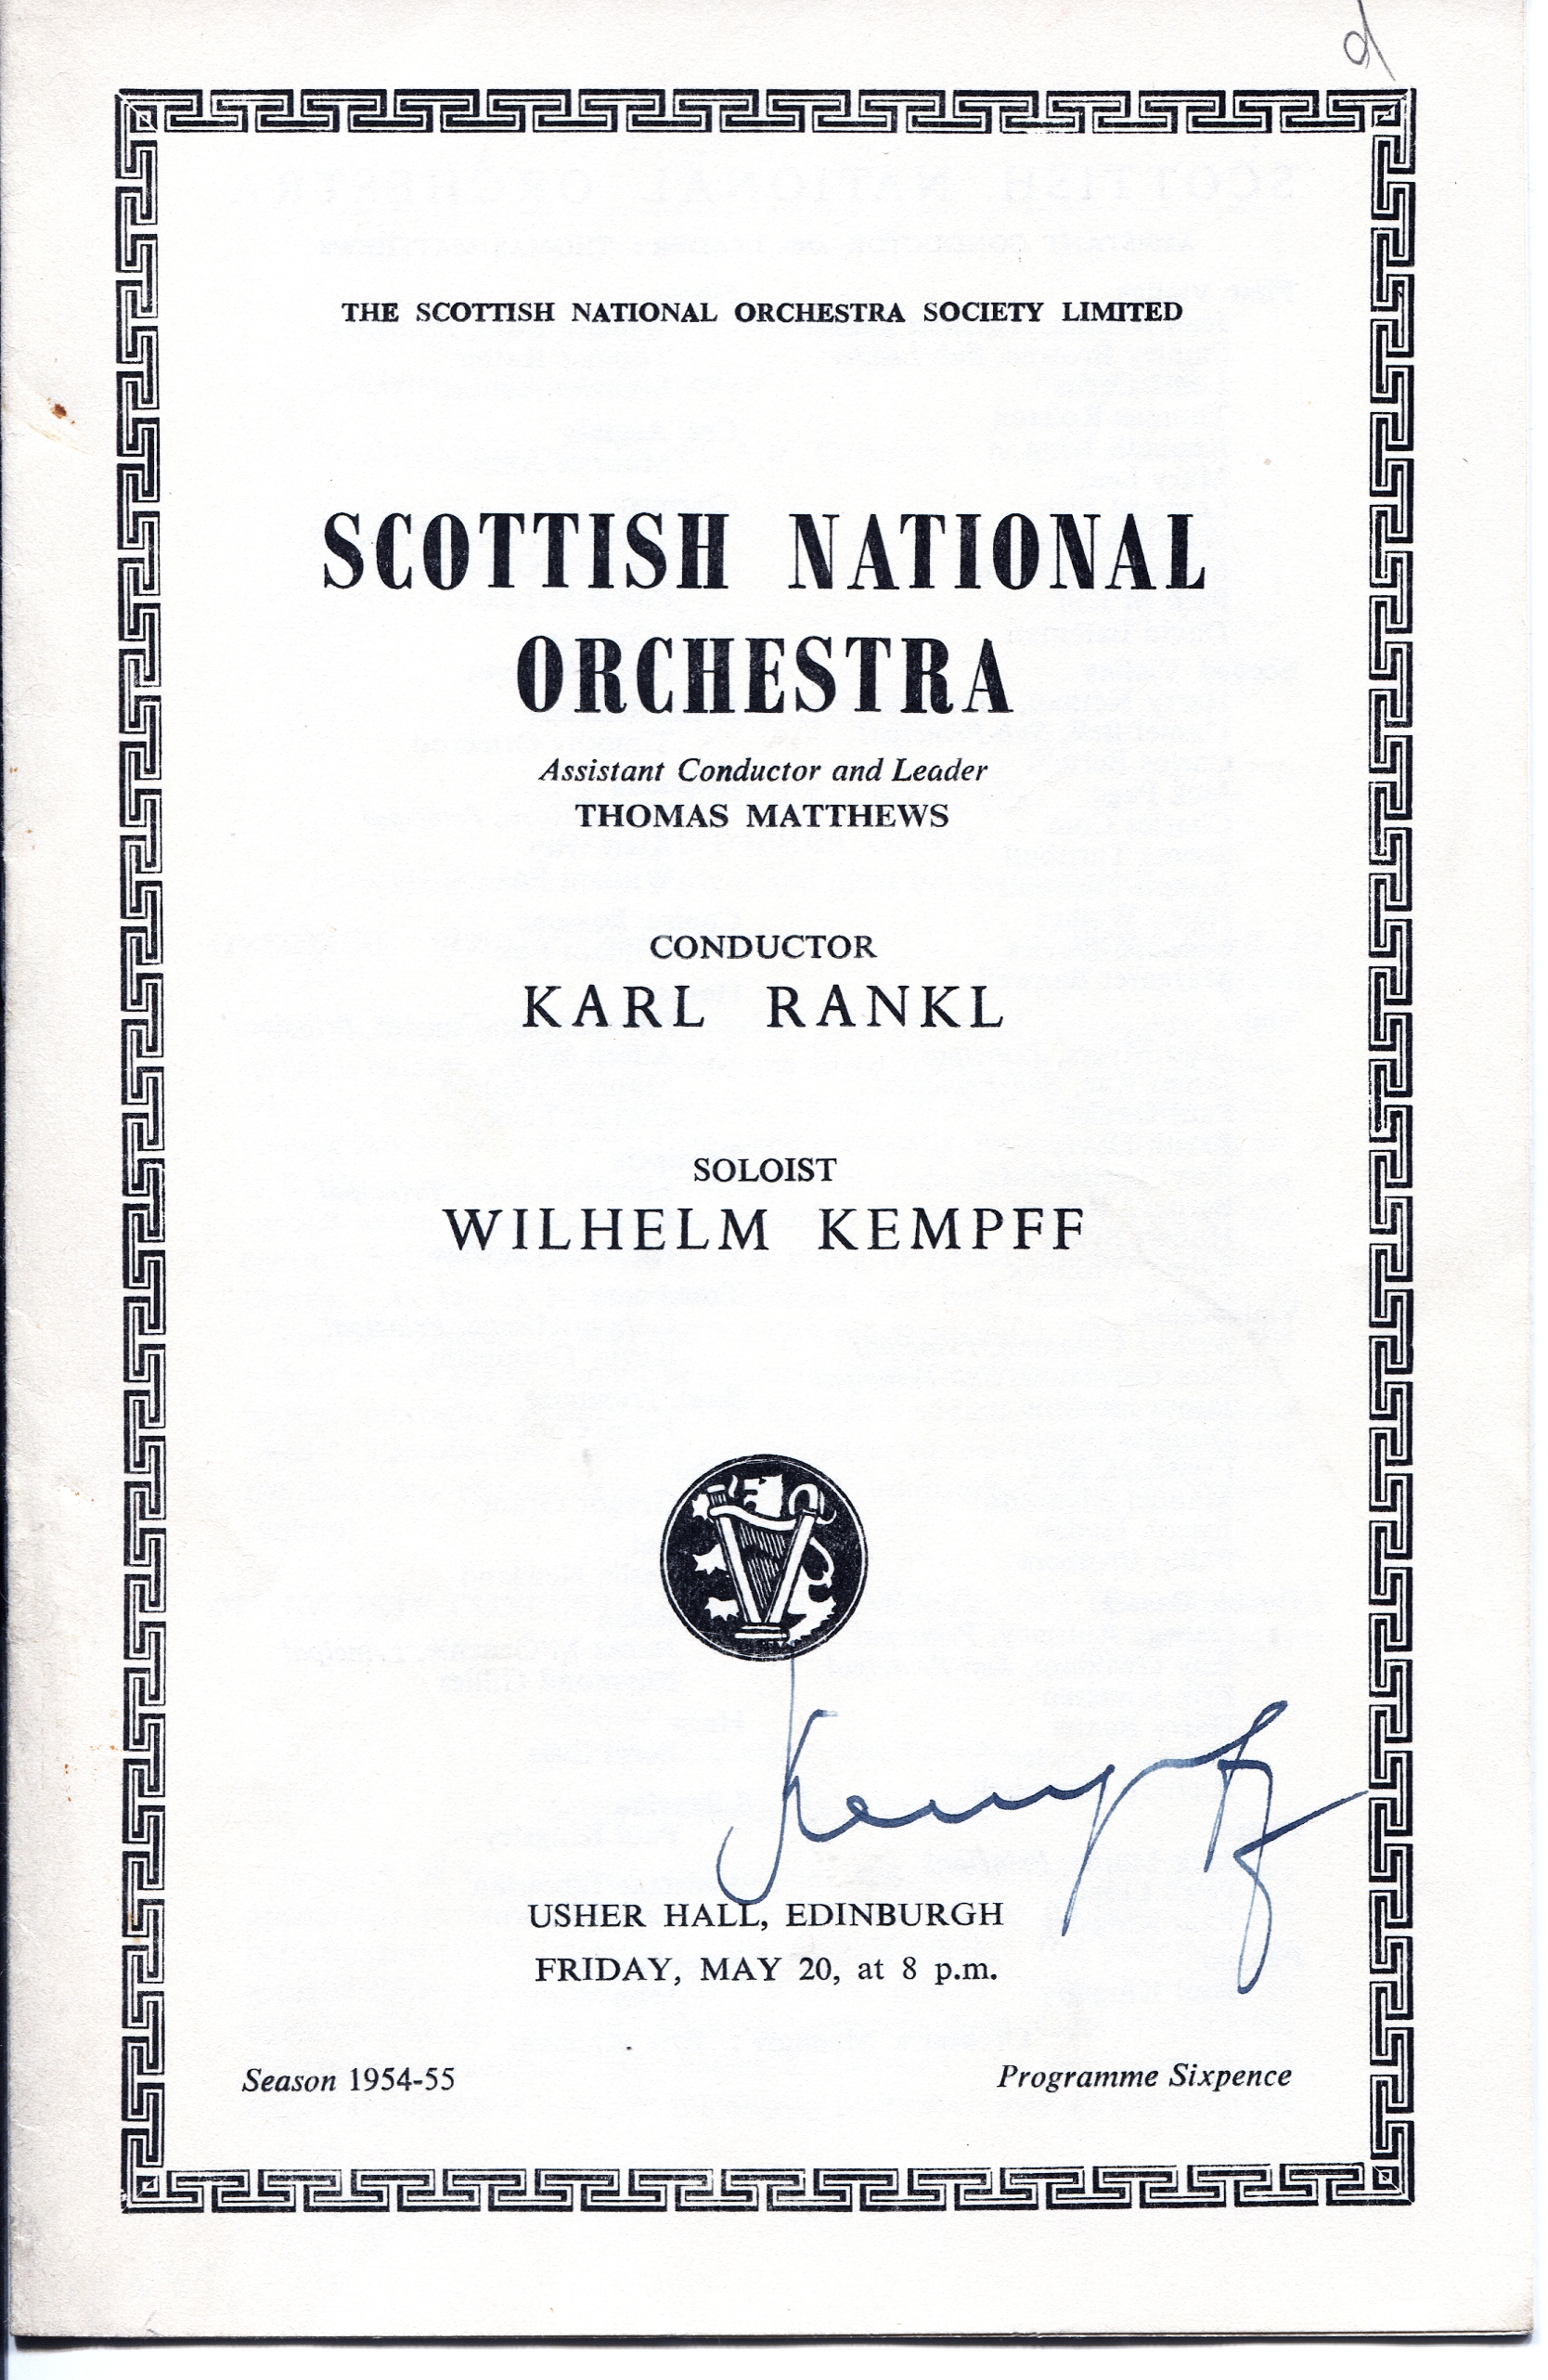 THE SCOTTISH NATIONAL ORCHESTRA SOCIETY LIMITED
SCOTTISH NATIONAL
ORCHESTRA
Assistant Conductor and Leader
THOMAS MATTHEWS
CONDUCTOR
KARL RANKL
SOLOIST
WILHELM KEMPFF
Kempff
USHER HALL, EDINBURGH
FRIDAY, MAY 20, at 8 p.m.
Season 1954-55
Programme Sixpence